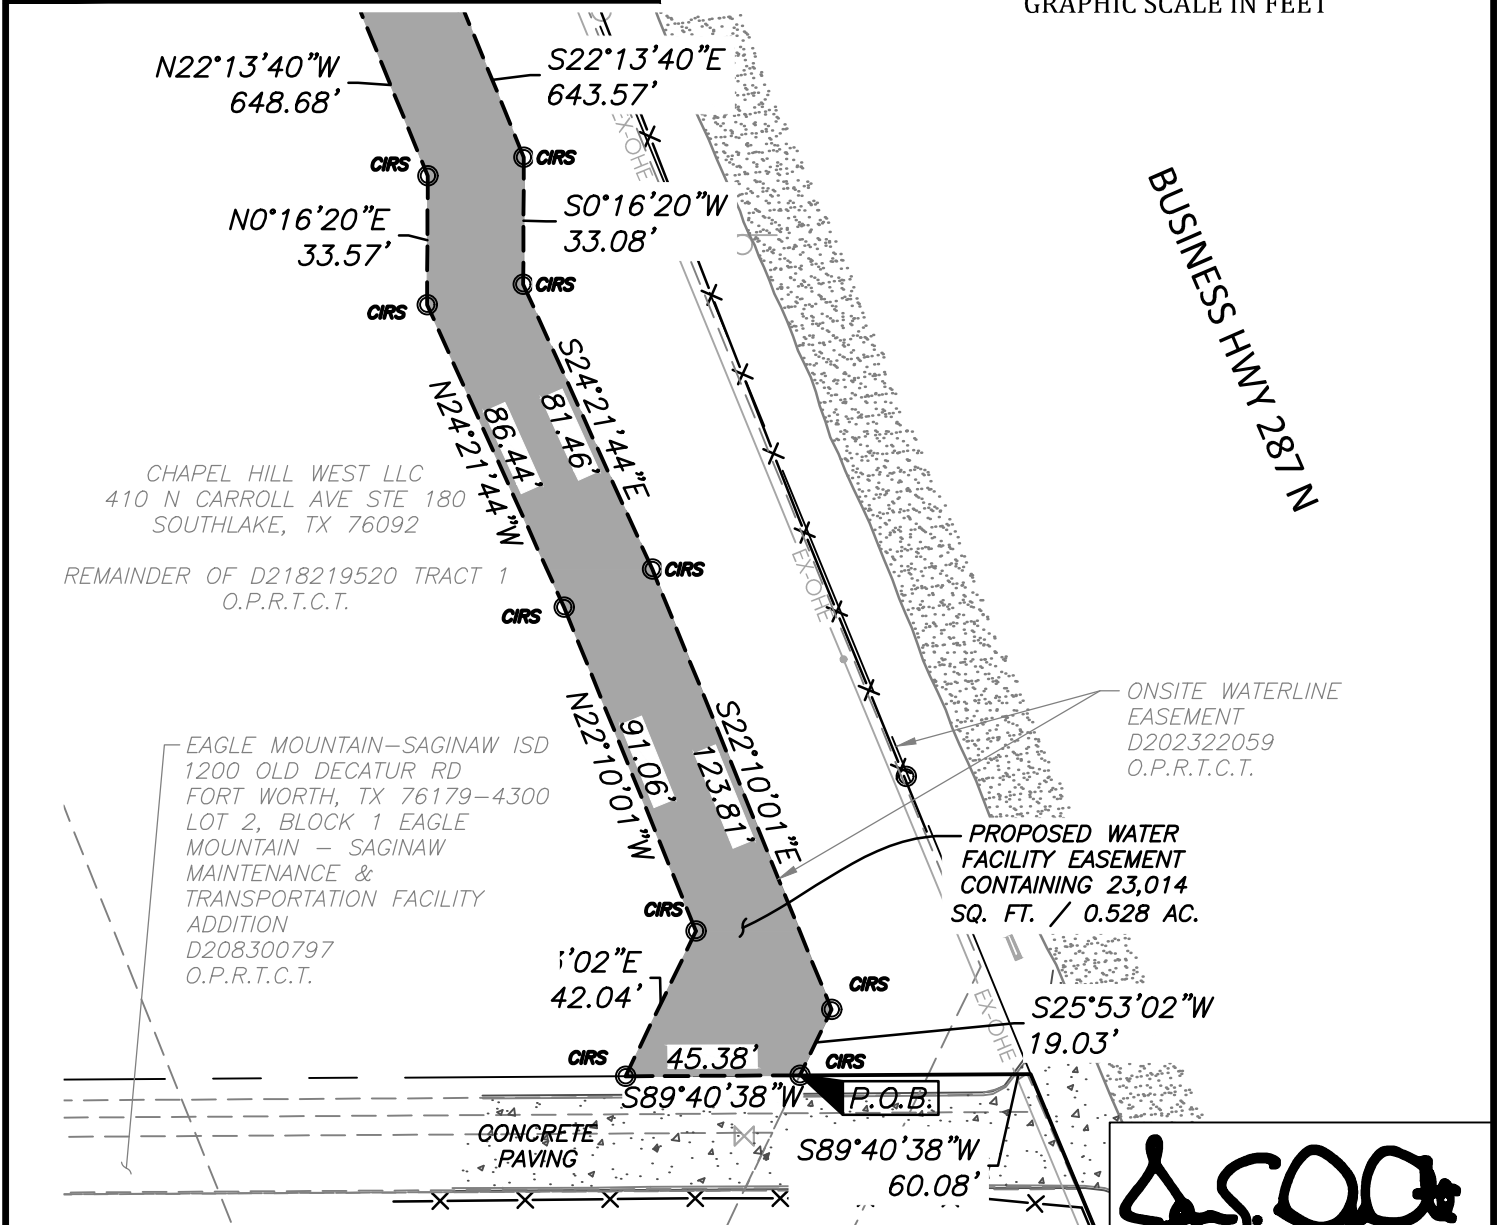 GRAPHIC SCALE IN FEET
N22°13'40"W
648.68'
S22°13'40"E
643.57'
CIRS
CIRS
EX-OHE
N0°16'20"E
33.57'
S0°16'20"W
33.08'
BUSINESS HWY 287 N
CIRS
CIRS
S24°21'44"E
81.46'
N24°21'44"W
86.44'
CHAPEL HILL WEST LLC
410 N CARROLL AVE STE 180
SOUTHLAKE, TX 76092
REMAINDER OF D218219520 TRACT 1
O.P.R.T.C.T.
CIRS
CIRS
EX-OHE
N22°10'01"W
91.06'
S22°10'01"E
123.81'
ONSITE WATERLINE
EASEMENT
D202322059
O.P.R.T.C.T.
EAGLE MOUNTAIN-SAGINAW ISD
1200 OLD DECATUR RD
FORT WORTH, TX 76179-4300
LOT 2, BLOCK 1 EAGLE
MOUNTAIN - SAGINAW
MAINTENANCE &
TRANSPORTATION FACILITY
ADDITION
D208300797
O.P.R.T.C.T.
PROPOSED WATER
FACILITY EASEMENT
CONTAINING 23,014
SQ. FT. / 0.528 AC.
CIRS
'02"E
42.04'
CIRS
EX-OHE
S25°53'02"W
19.03'
CIRS
45.38'
CIRS
S89°40'38"W
P.O.B.
CONCRETE
PAVING
S89°40'38"W
60.08'